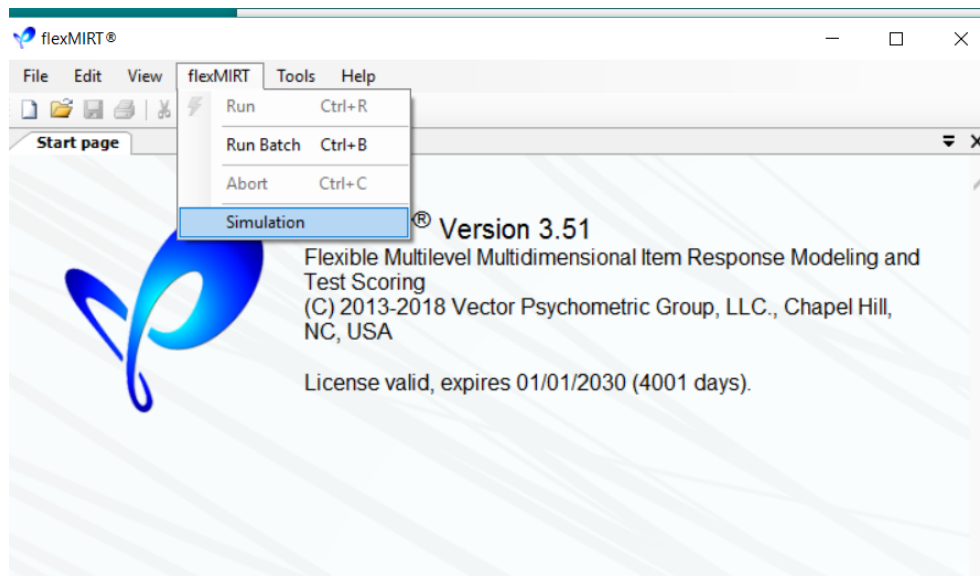 flexMIRT®
File Edit View flexMIRT Tools Help
Run Ctrl+R
Start page
Run Batch Ctrl+B
Abort Ctrl+C
Simulation
® Version 3.51
Flexible Multilevel Multidimensional Item Response Modeling and
Test Scoring
(C) 2013-2018 Vector Psychometric Group, LLC., Chapel Hill,
NC, USA
License valid, expires 01/01/2030 (4001 days).